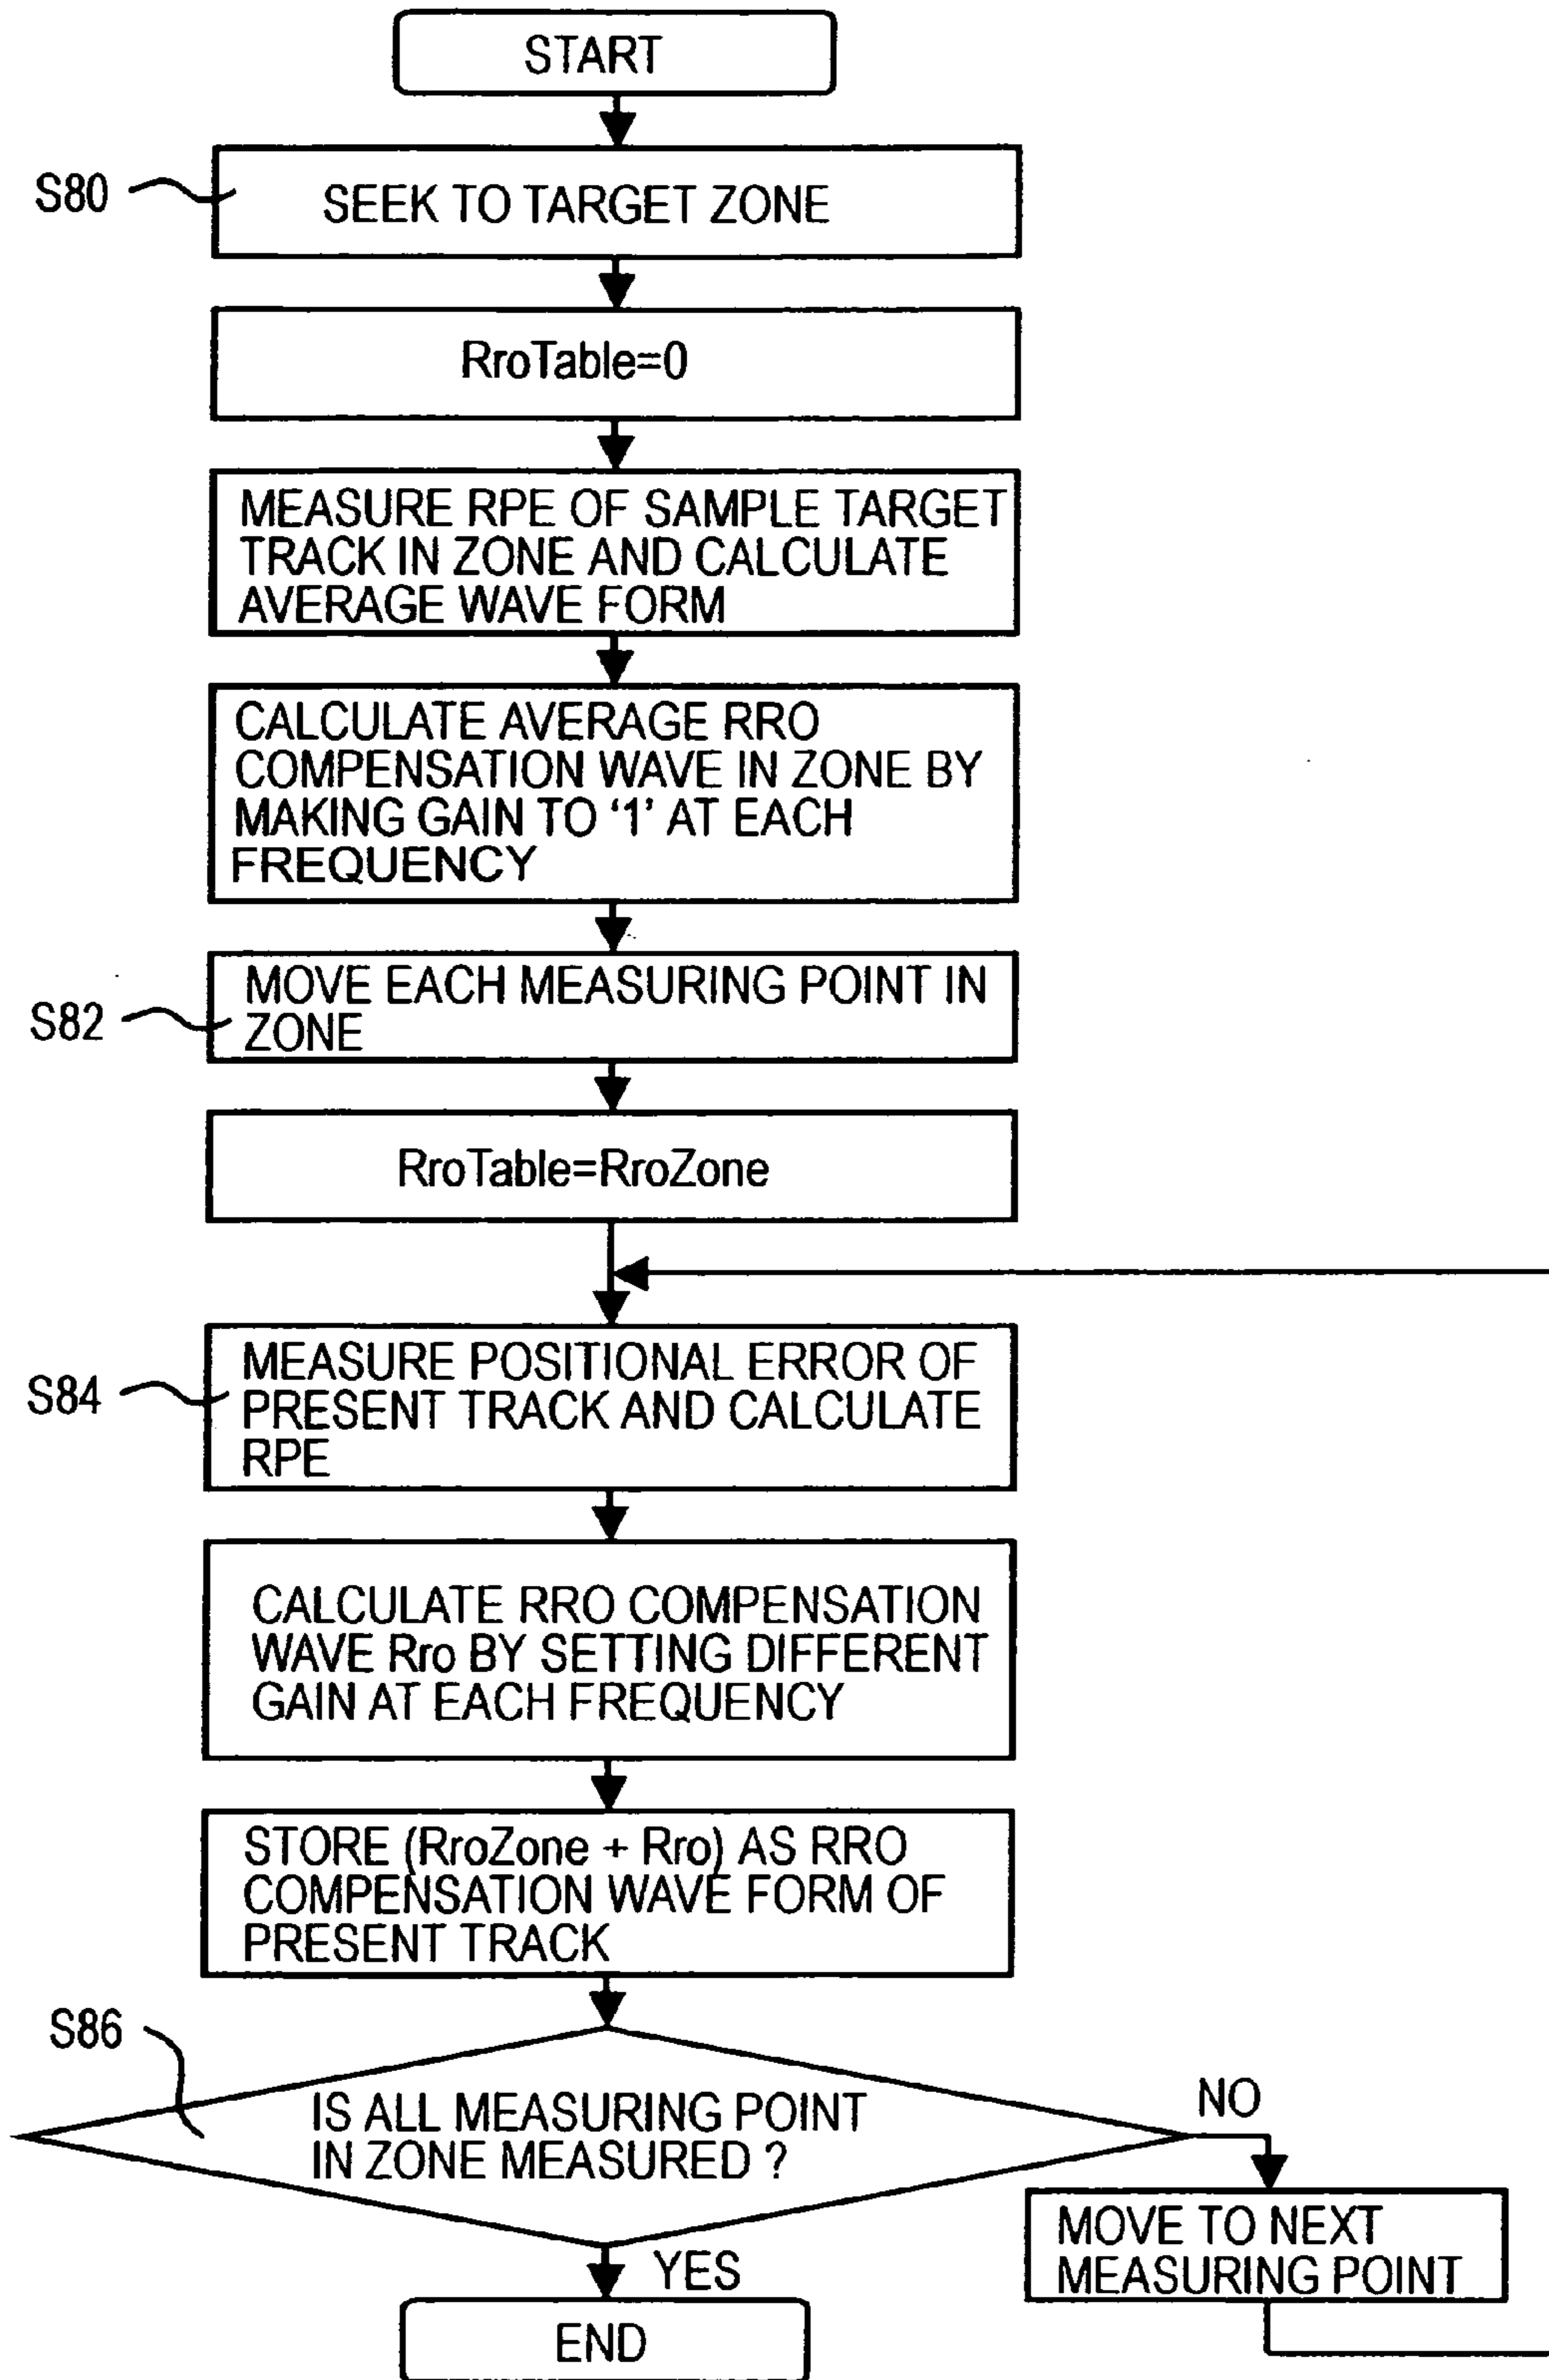 START
S80
SEEK TO TARGET ZONE
RroTable=0
MEASURE RPE OF SAMPLE TARGET
TRACK IN ZONE AND CALCULATE
AVERAGE WAVE FORM
CALCULATE AVERAGE RRO
COMPENSATION WAVE IN ZONE BY
MAKING GAIN TO ‘1’ AT EACH
FREQUENCY
S82
MOVE EACH MEASURING POINT IN
ZONE
RroTable=RroZone
S84
MEASURE POSITIONAL ERROR OF
PRESENT TRACK AND CALCULATE
RPE
CALCULATE RRO COMPENSATION
WAVE Rro BY SETTING DIFFERENT
GAIN AT EACH FREQUENCY
STORE (RroZone + Rro) AS RRO
COMPENSATION WAVE FORM OF
PRESENT TRACK
S86
IS ALL MEASURING POINT
IN ZONE MEASURED ?
NO
MOVE TO NEXT
MEASURING POINT
YES
END